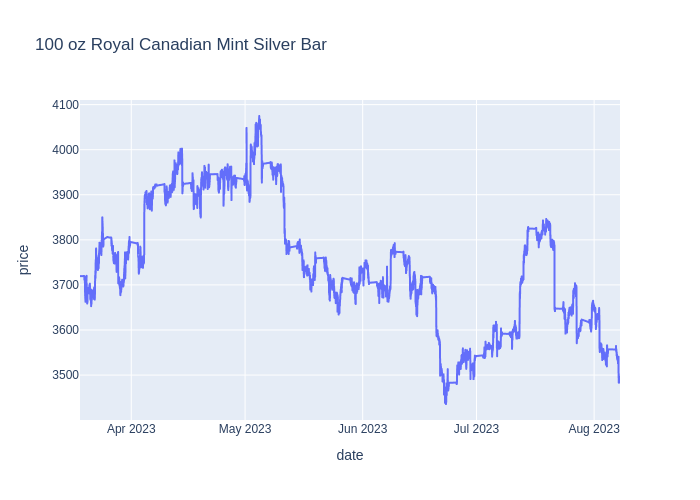 100 oz Royal Canadian Mint Silver Bar
4100
4000
3900
3800
3700
3600
3500
price
Apr 2023
May 2023
Jun 2023
Jul 2023
Aug 2023
date